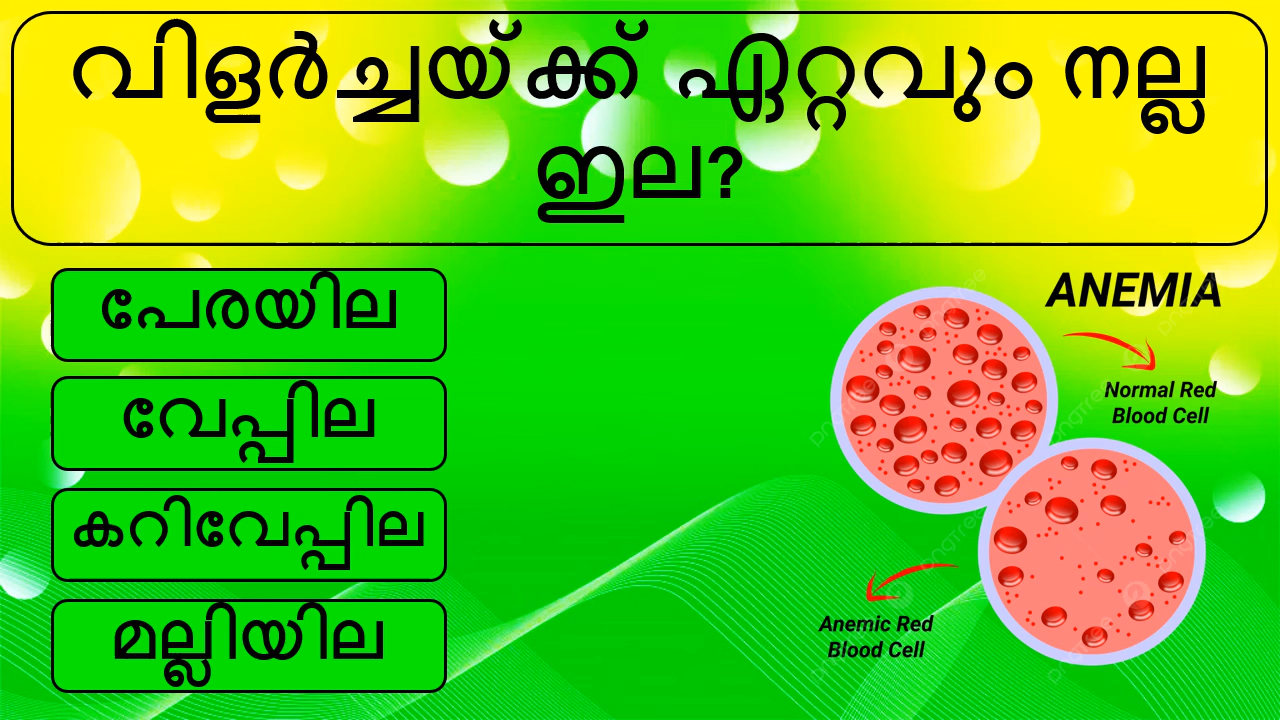 വിളർച്ചയ്ക്ക് ഏറ്റവും നല്ല
ഇല?
പേരയില
വേപ്പില
കറിവേപ്പില
മല്ലിയില
ANEMIA
Normal Red
Blood Cell
Anemic Red
Blood Cell